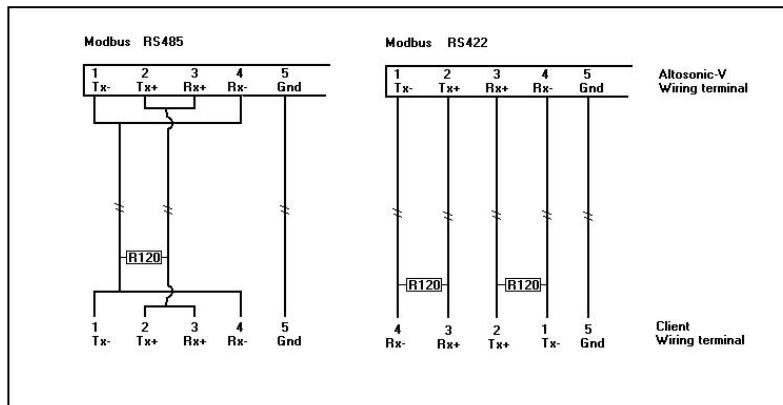 Modbus RS485
1 2 3 4 5
Tx- Tx+ Rx+ Rx- Gnd
R120
1 2 3 4 5
Tx- Tx+ Rx+ Rx- Gnd
Modbus RS422
1 2 3 4 5
Tx- Tx+ Rx+ Rx- Gnd
R120 R120
4 3 2 1 5
Rx- Rx+ Tx+ Tx- Gnd
Altosonic-V
Wiring terminal
Client
Wiring terminal